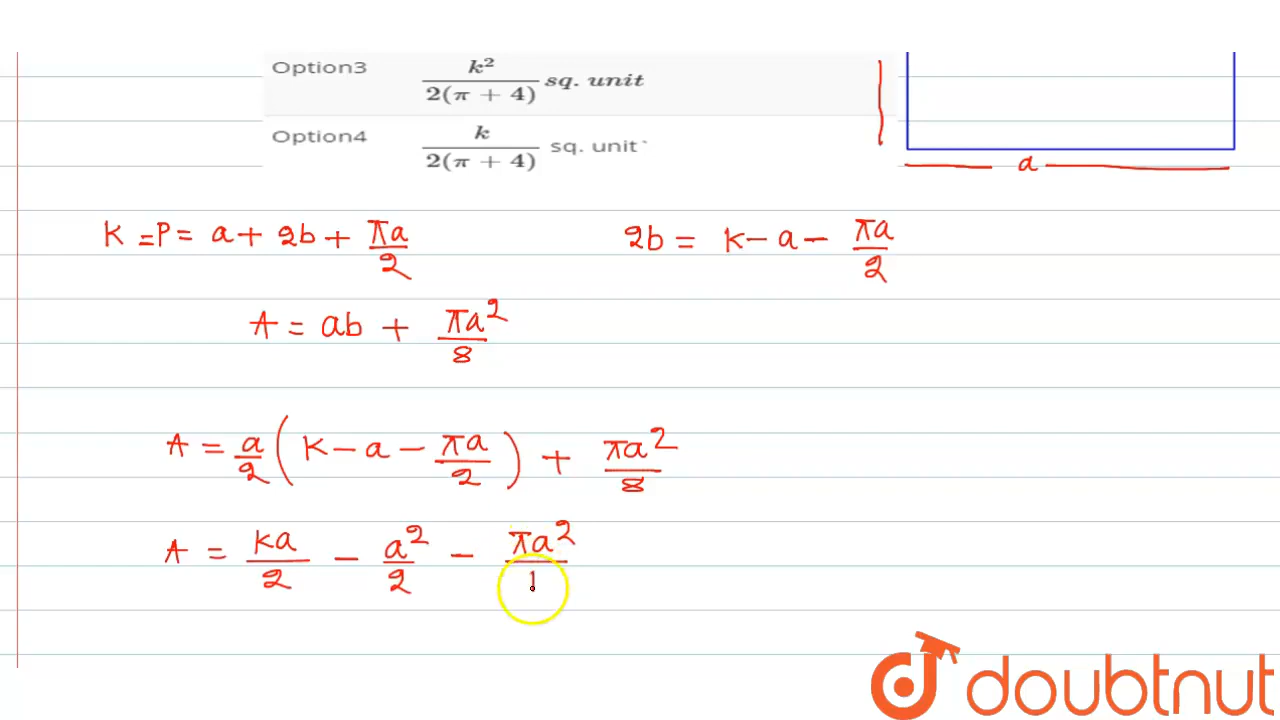 Option3 k²/2(π + 4) sq. unit
Option4 k/2(π + 4) sq. unit`
a
K = P = a + 2b + πa/2
2b = K - a - πa/2
A = ab + πa²/8
A = a/2 (K - a - πa/2) + πa²/8
A = Ka/2 - a²/2 - πa²/1
doubtnut